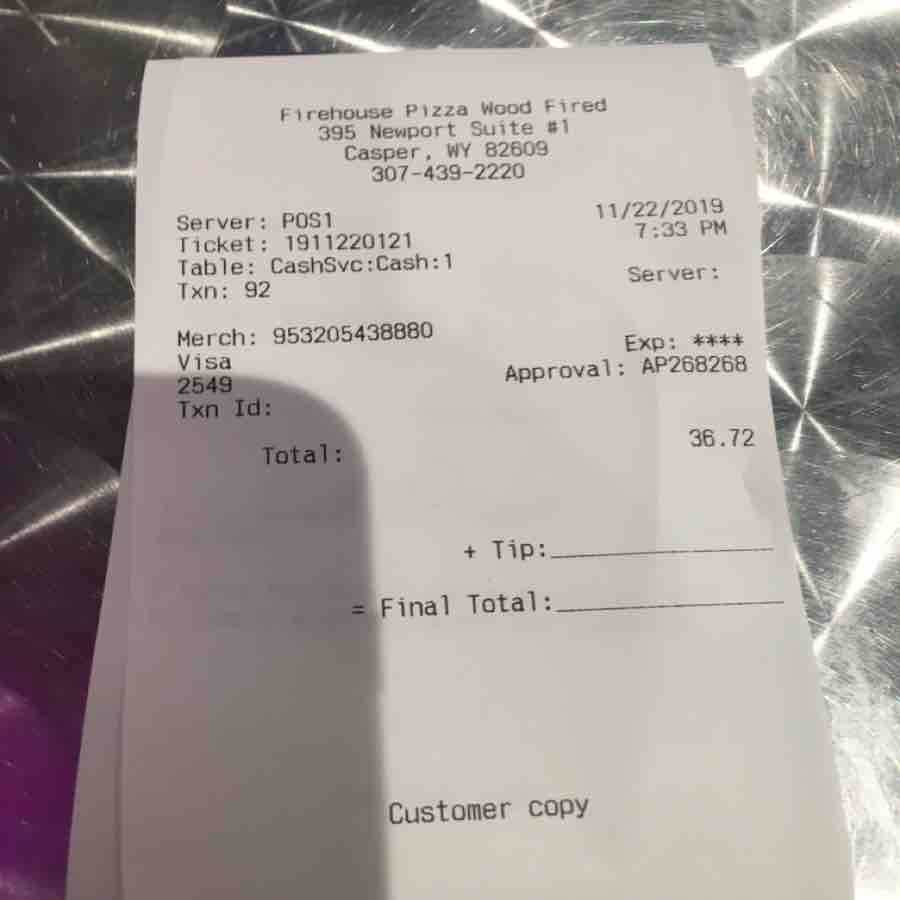 Firehouse Pizza Wood Fired
395 Newport Suite #1
Casper, WY 82609
307-439-2220
Server: POS1 11/22/2019
Ticket: 1911220121 7:33 PM
Table: CashSvc:Cash:1
Txn: 92 Server:
Merch: 953205438880
Visa Exp: ****
2549 Approval: AP268268
Txn Id:
Total: 36.72
+ Tip:
= Final Total:
Customer copy